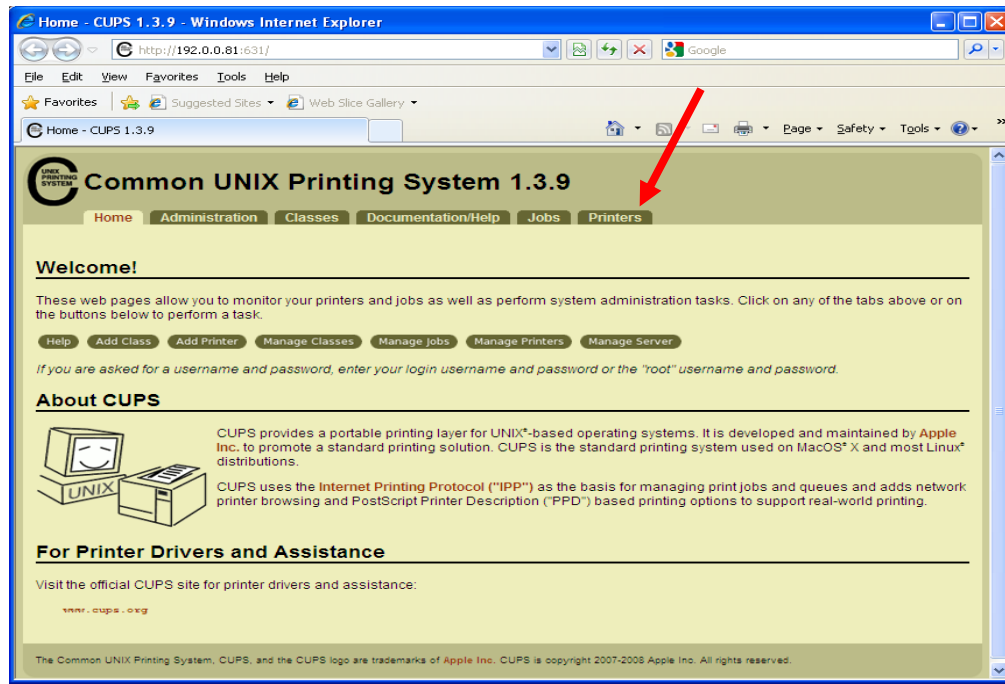 Home - CUPS 1.3.9 - Windows Internet Explorer
http://192.0.0.81:631/
Google
File Edit View Favorites Tools Help
Favorites Suggested Sites Web Slice Gallery
Home - CUPS 1.3.9
Page Safety Tools
UNIX
PRINTING
SYSTEM
Common UNIX Printing System 1.3.9
Home Administration Classes Documentation/Help Jobs Printers
Welcome!
These web pages allow you to monitor your printers and jobs as well as perform system administration tasks. Click on any of the tabs above or on
the buttons below to perform a task.
Help Add Class Add Printer Manage Classes Manage Jobs Manage Printers Manage Server
If you are asked for a username and password, enter your login username and password or the "root" username and password.
About CUPS
CUPS provides a portable printing layer for UNIX®-based operating systems. It is developed and maintained by Apple
Inc. to promote a standard printing solution. CUPS is the standard printing system used on MacOS® X and most Linux®
distributions.
UNIX
CUPS uses the Internet Printing Protocol ("IPP") as the basis for managing print jobs and queues and adds network
printer browsing and PostScript Printer Description ("PPD") based printing options to support real-world printing.
For Printer Drivers and Assistance
Visit the official CUPS site for printer drivers and assistance:
www.cups.org
The Common UNIX Printing System, CUPS, and the CUPS logo are trademarks of Apple Inc. CUPS is copyright 2007-2008 Apple Inc. All rights reserved.